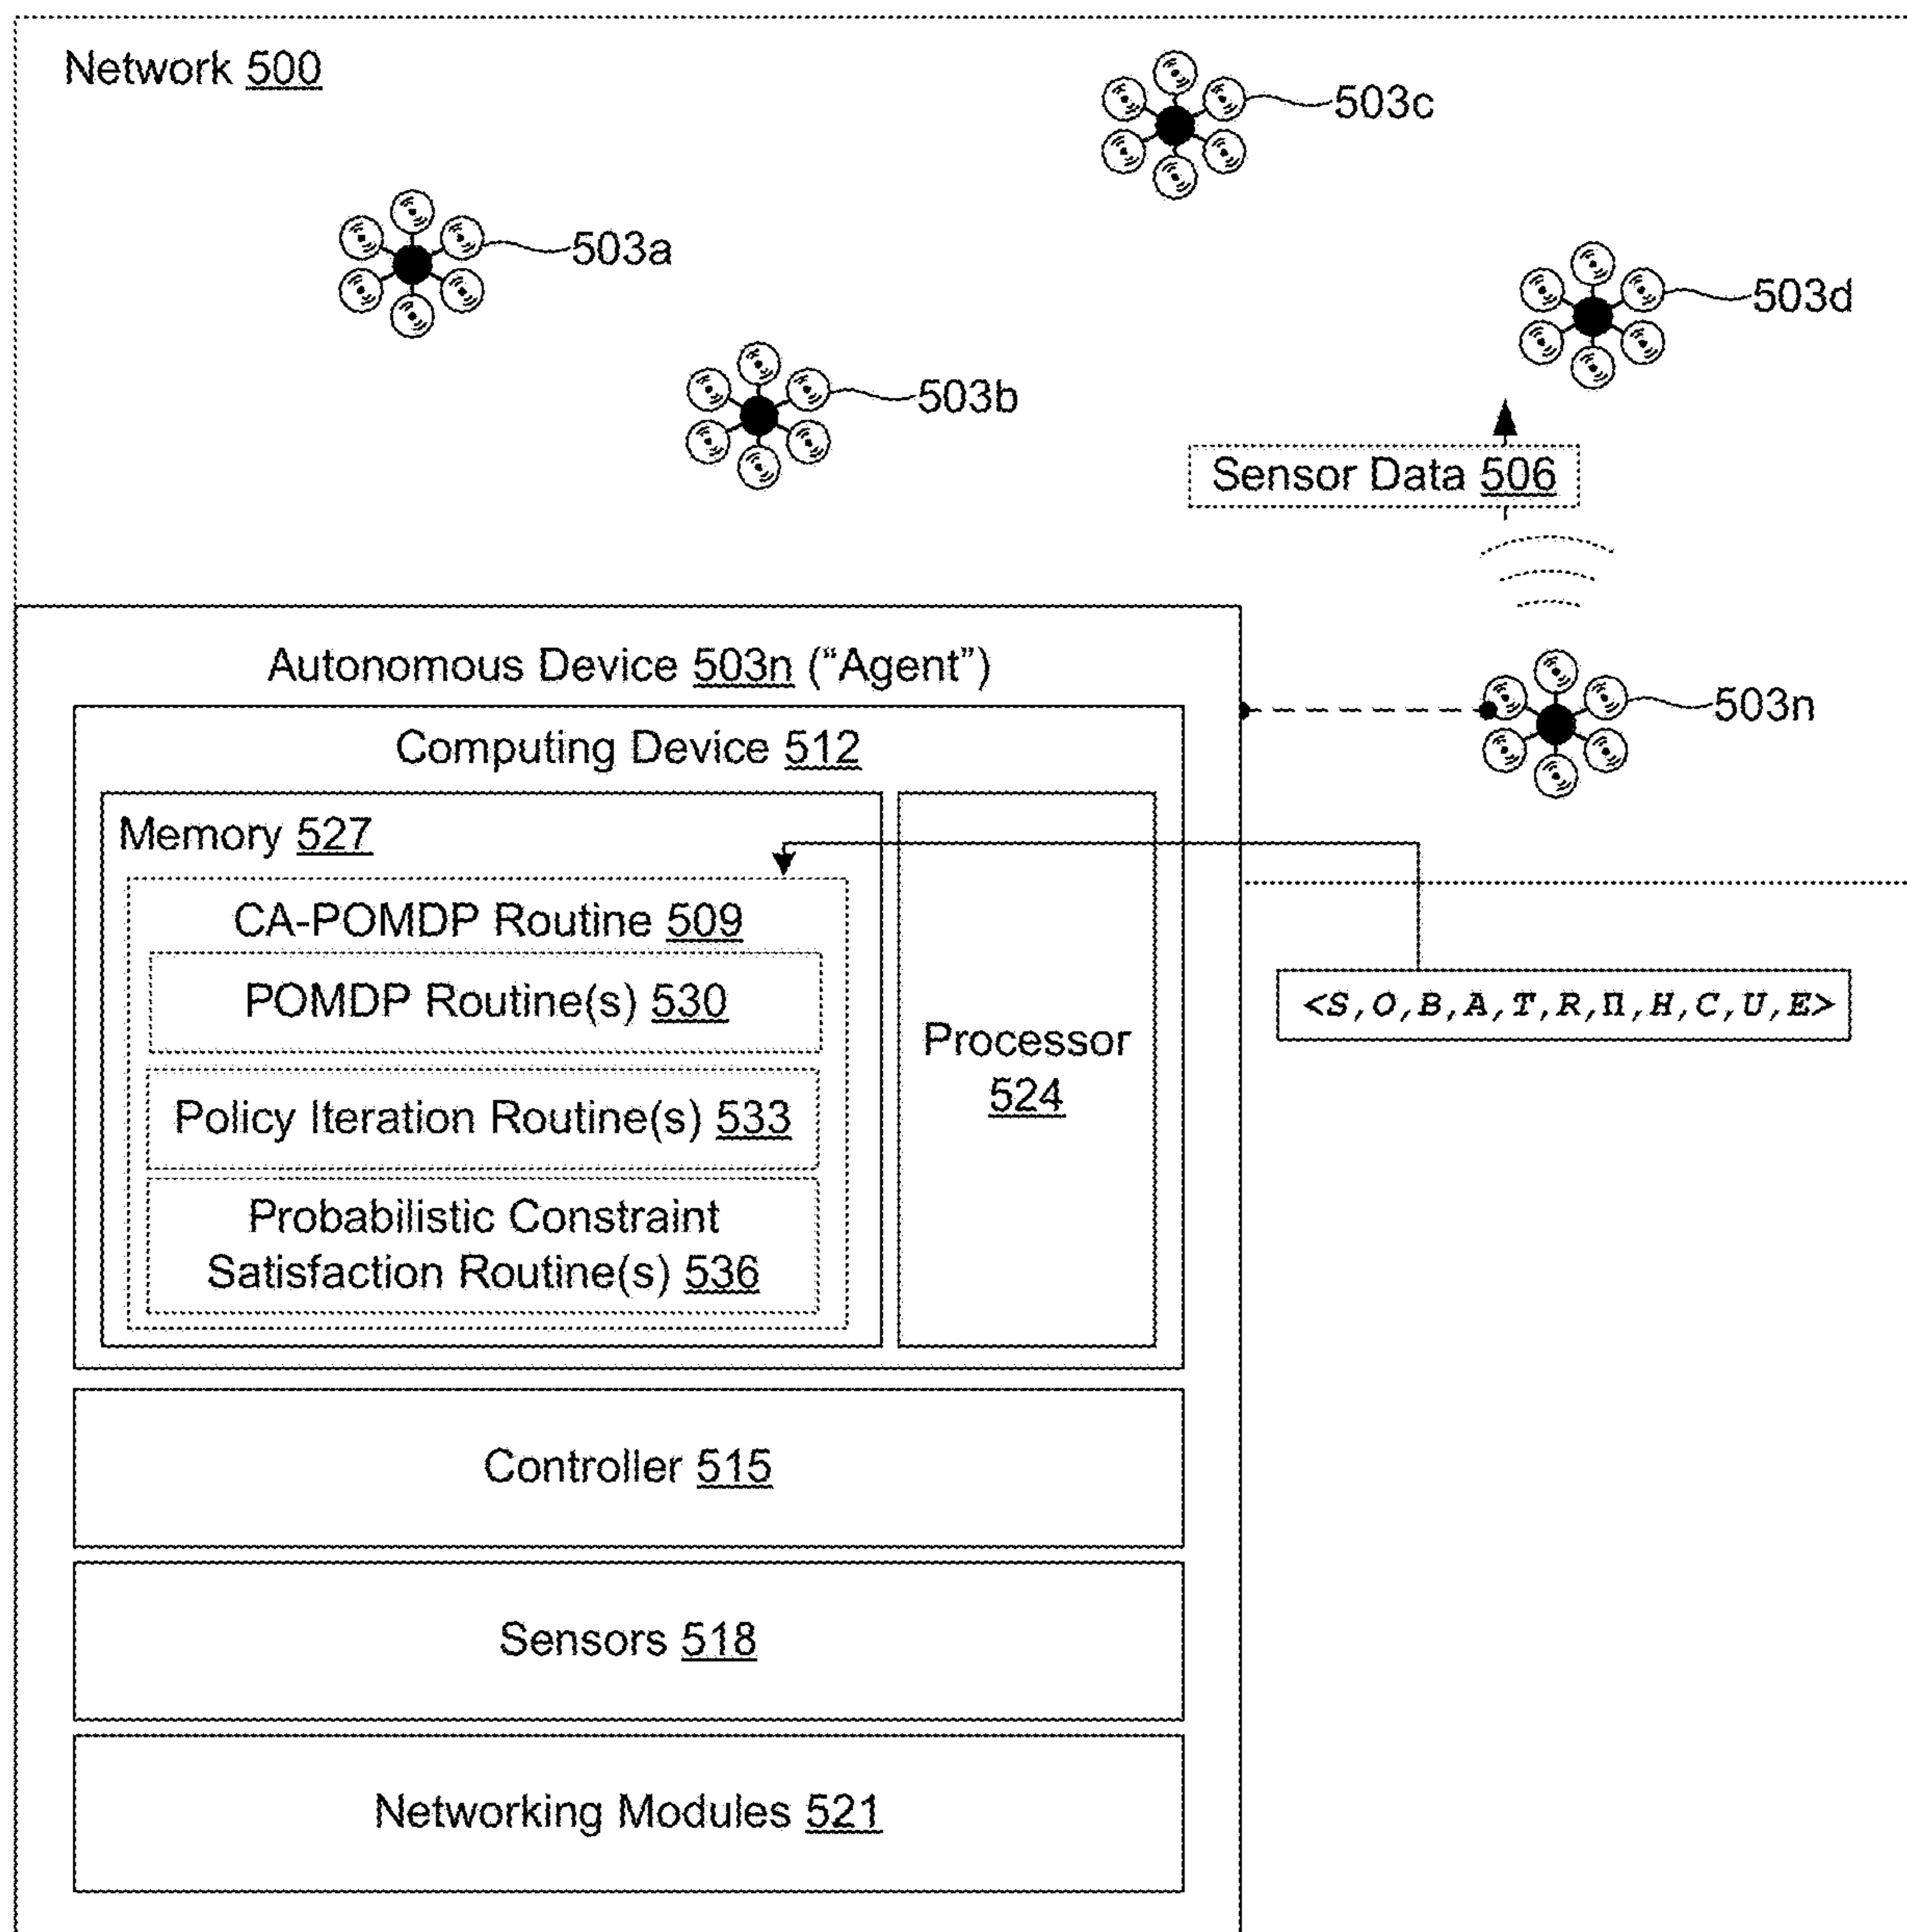 Network 500
503c
503a
503d
503b
Sensor Data 506
Autonomous Device 503n (“Agent”)
503n
Computing Device 512
Memory 527
CA-POMDP Routine 509
POMDP Routine(s) 530
<S,O,B,A,T,R,Π,H,C,U,E>
Processor
524
Policy Iteration Routine(s) 533
Probabilistic Constraint
Satisfaction Routine(s) 536
Controller 515
Sensors 518
Networking Modules 521